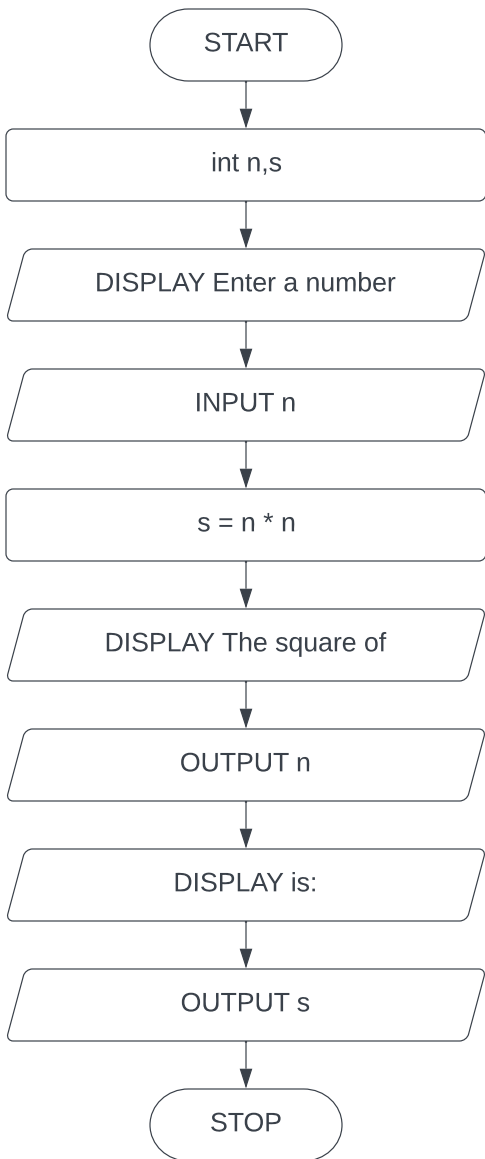 START
int n,s
DISPLAY Enter a number
INPUT n
s = n * n
DISPLAY The square of
OUTPUT n
DISPLAY is:
OUTPUT s
STOP